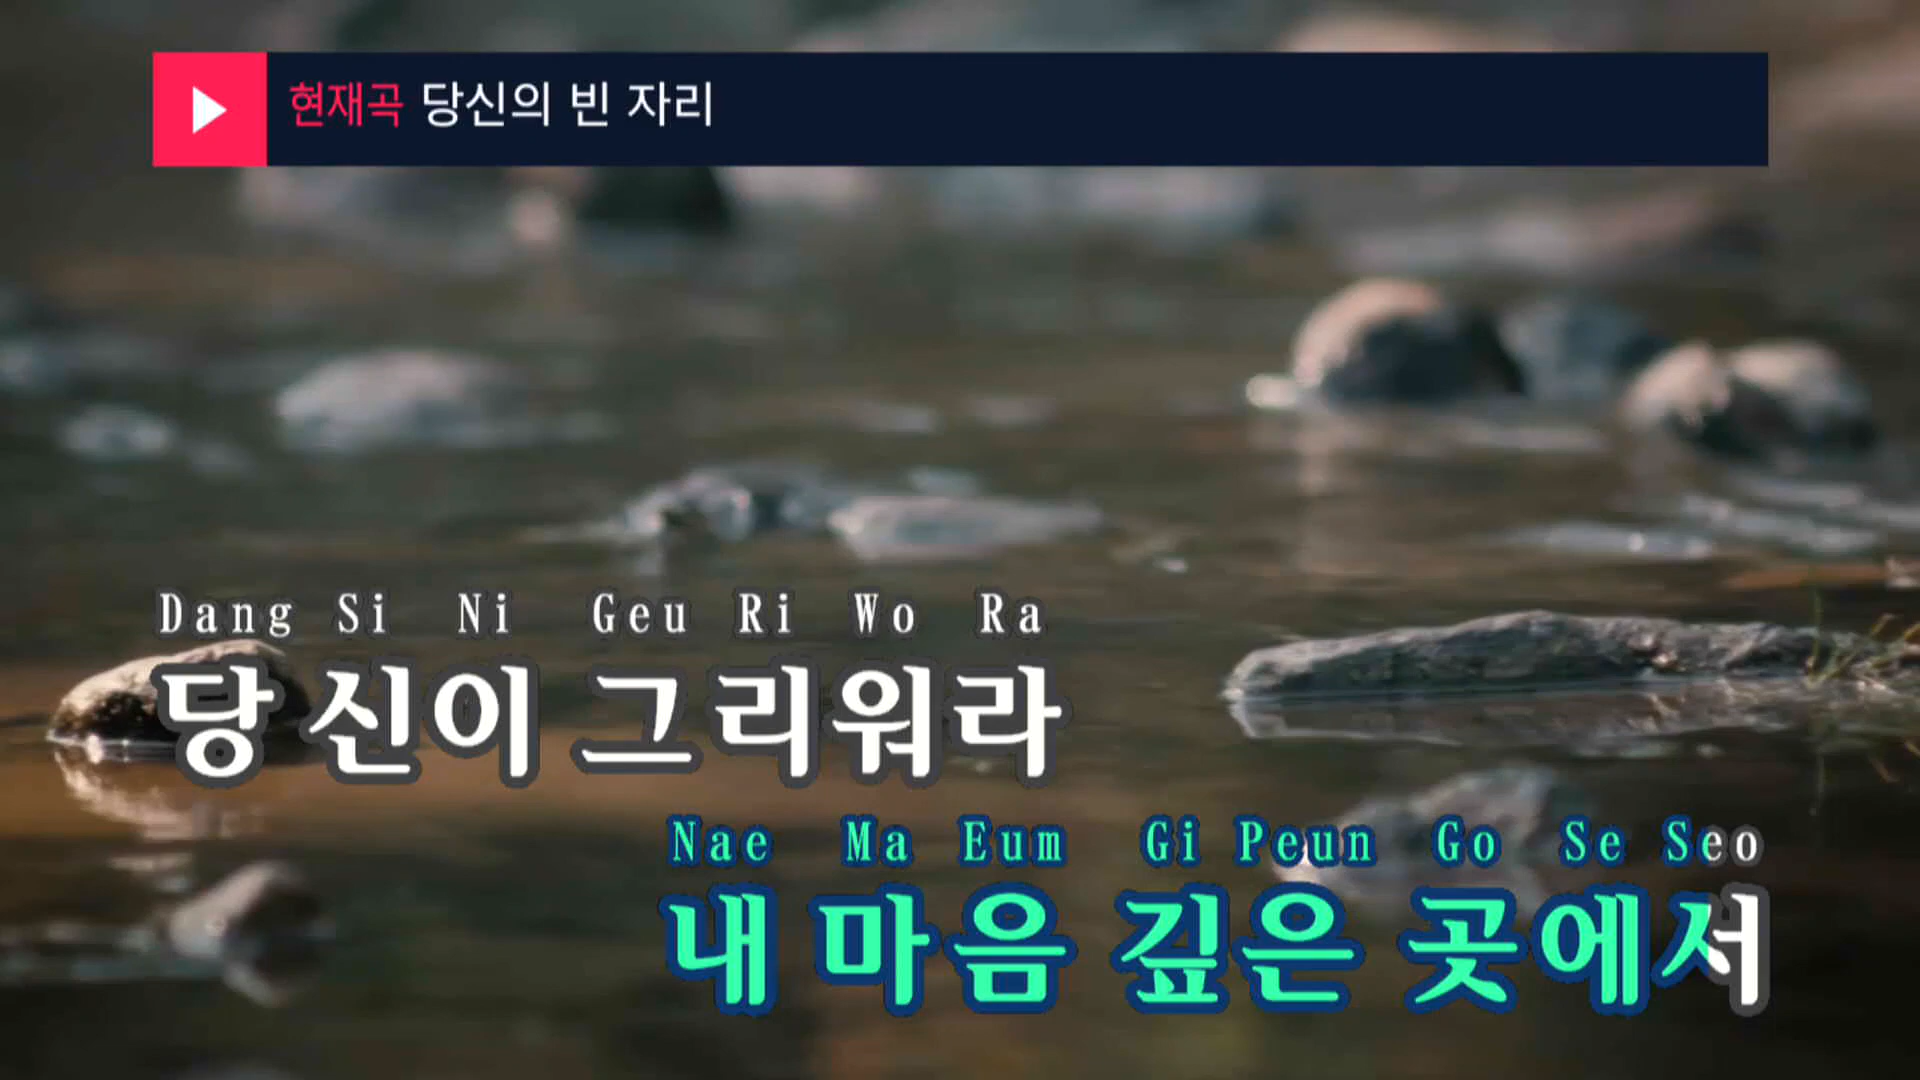 현재곡 당신의 빈 자리
Dang Si Ni Geu Ri Wo Ra
당신이 그리워라
Nae Ma Eum Gi Peun Go Se Seo
내 마음 깊은 곳에서